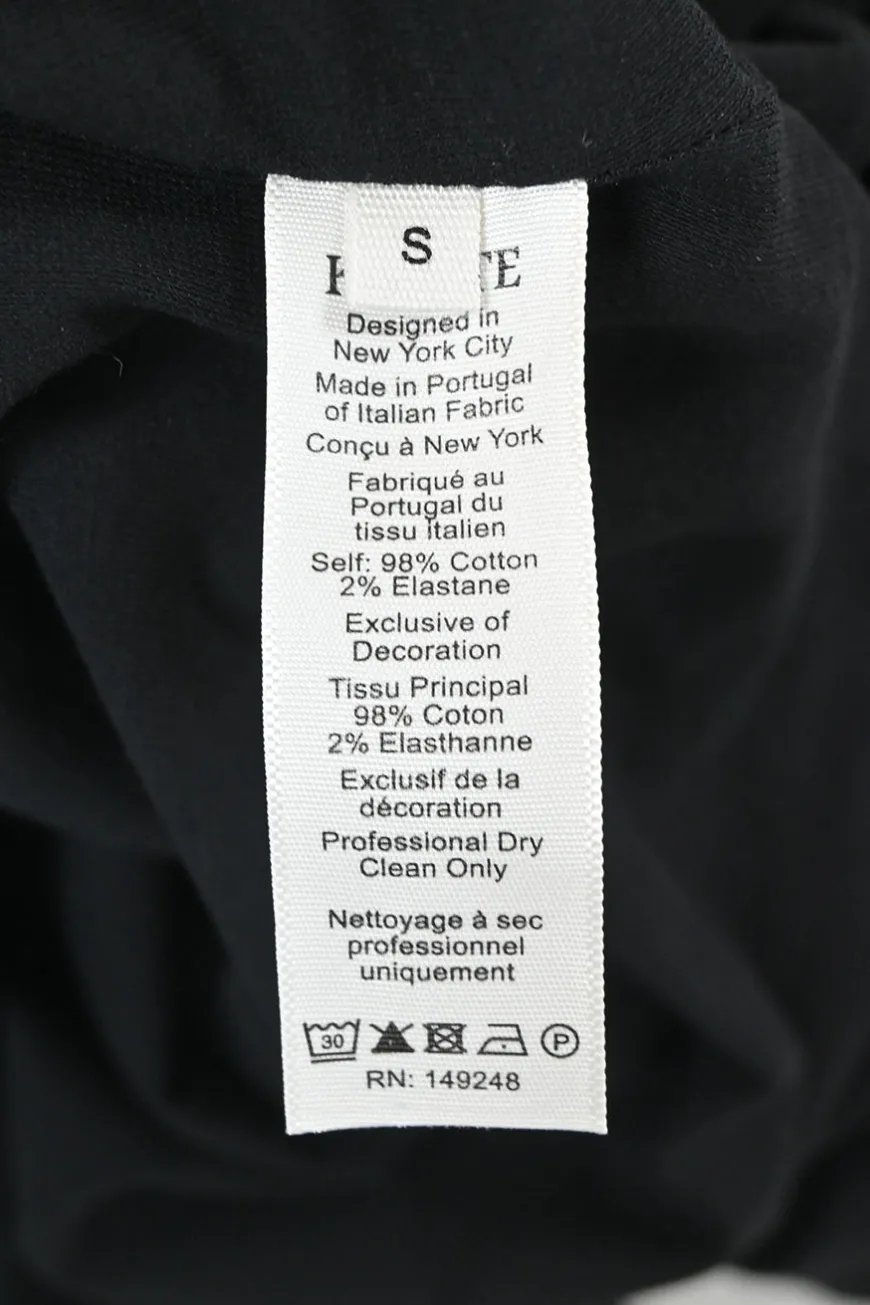 S
Designed in
New York City
Made in Portugal
of Italian Fabric
Conçu à New York
Fabriqué au
Portugal du
tissu Italien
Self: 98% Cotton
2% Elastane
Exclusive of
Decoration
Tissu Principal
98% Coton
2% Elasthanne
Exclusif de la
décoration
Professional Dry
Clean Only
Nettoyage à sec
professionnel
uniquement
30 P
RN: 149248